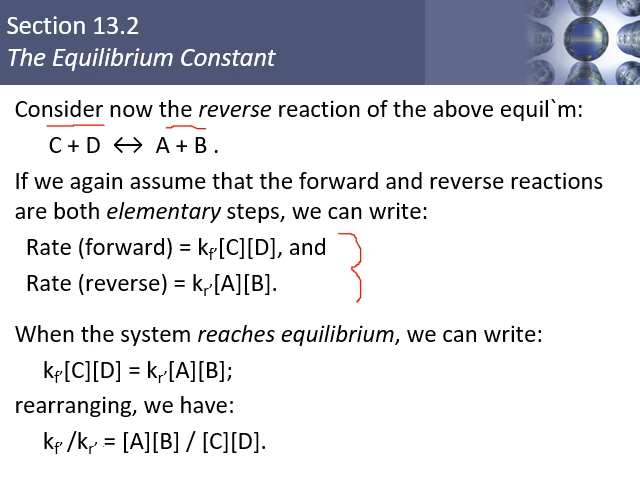 Section 13.2
The Equilibrium Constant
Consider now the reverse reaction of the above equil`m:
C + D ↔ A + B .
If we again assume that the forward and reverse reactions
are both elementary steps, we can write:
Rate (forward) = kf′[C][D], and
Rate (reverse) = kr′[A][B].
When the system reaches equilibrium, we can write:
kf′[C][D] = kr′[A][B];
rearranging, we have:
kf′ /kr′ = [A][B] / [C][D].